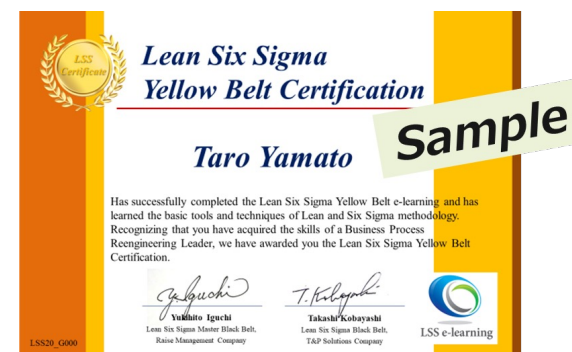 LSS
Certificate
Lean Six Sigma
Yellow Belt Certification
Sample
Taro Yamato
Has successfully completed the Lean Six Sigma Yellow Belt e-learning and has
learned the basic tools and techniques of Lean and Six Sigma methodology.
Recognizing that you have acquired the skills of a Business Process
Reengineering Leader, we have awarded you the Lean Six Sigma Yellow Belt
Certification.
Y. Iguchi
T. Kobayashi
Yukihito Iguchi
Lean Six Sigma Master Black Belt,
Raise Management Company
Takashi Kobayashi
Lean Six Sigma Black Belt,
T&P Solutions Company
LSS e-learning
LSS20_G000